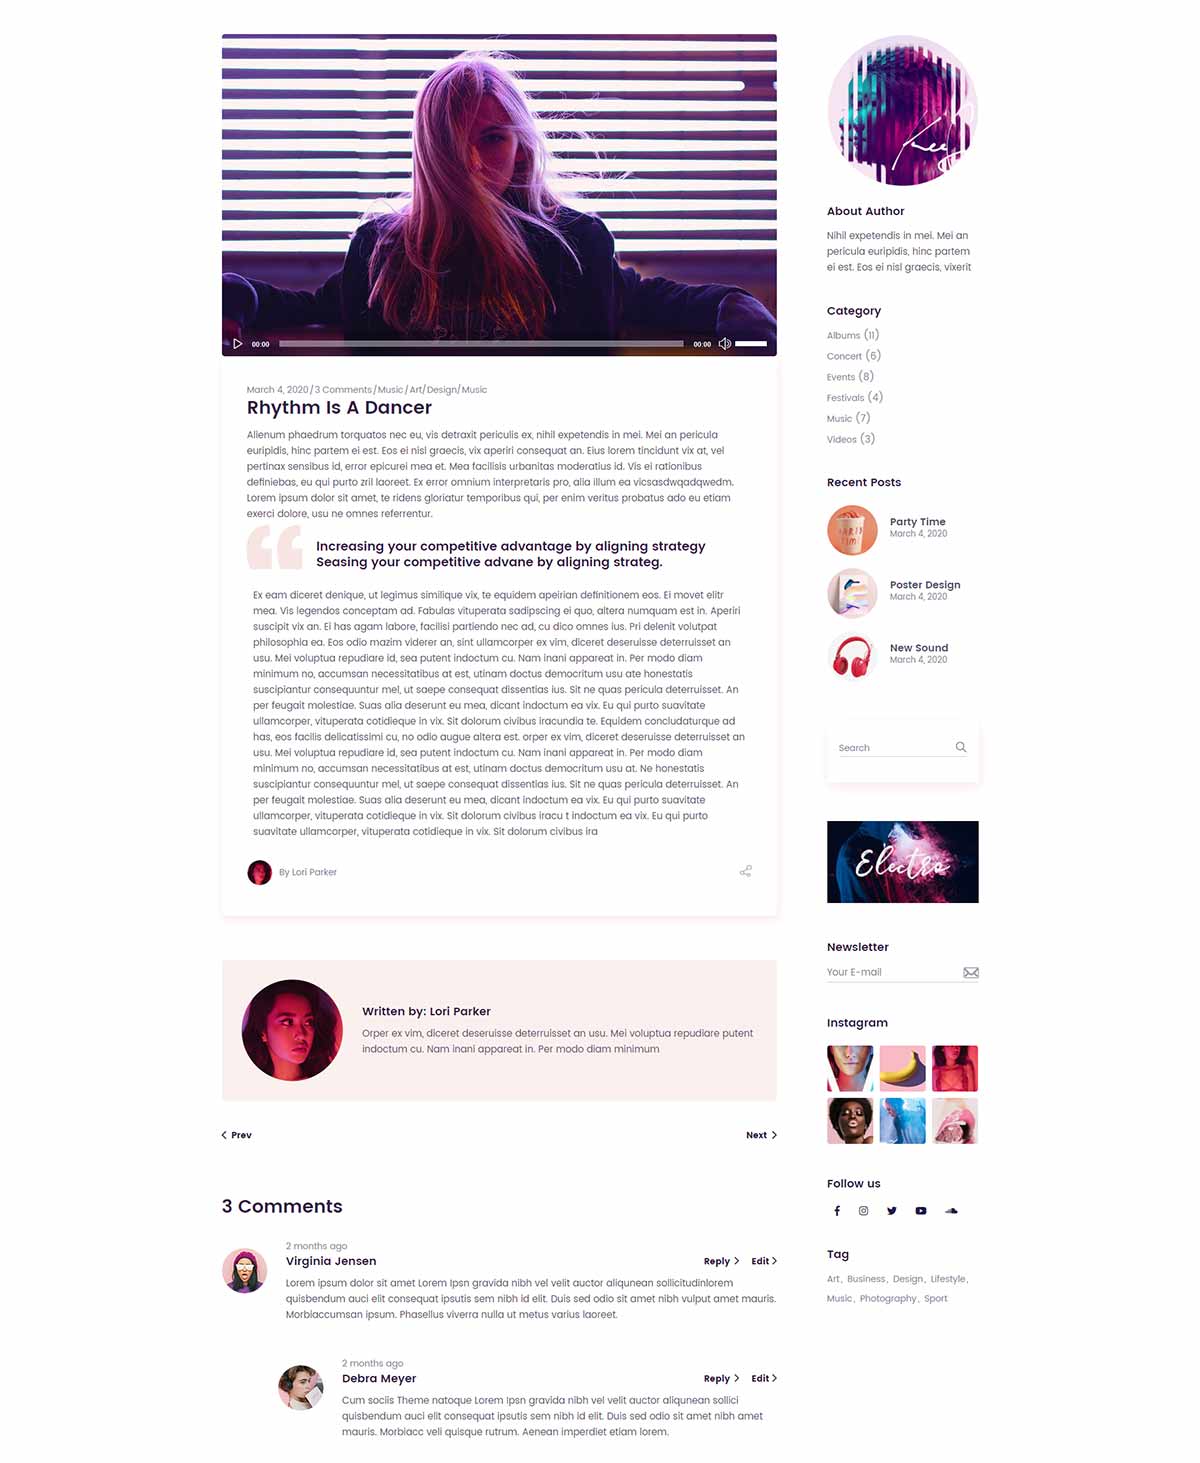 00:00
00:00
March 4, 2020/3 Comments/Music/Art/Design/Music
Rhythm Is A Dancer
Alienum phaedrum torquatos nec eu, vis detraxit periculis ex, nihil expetendis in mei. Mei an pericula
euripidis, hinc partem ei est. Eos ei nisl graecis, vix aperiri consequat an. Eius lorem tincidunt vix at, vel
pertinax sensibus id, error epicurei mea et. Mea facilisis urbanitas moderatius id. Vis ei rationibus
definiebas, eu qui purto zril laoreet. Ex error omnium interpretaris pro, alia illum ea vicsasdwqadqwedm.
Lorem ipsum dolor sit amet, te ridens gloriatur temporibus qui, per enim veritus probatus ado eu etiam
exerci dolore, usu ne omnes referrentur.
Increasing your competitive advantage by aligning strategy
Seasing your competitive advane by aligning strateg.
Ex eam diceret denique, ut legimus similique vix, te equidem apeirian definitionem eos. Ei movet elitr
mea. Vis legendos conceptam ad. Fabulas vituperata sadipscing ei quo, altera numquam est in. Aperiri
suscipit vix an. Ei has agam labore, facilisi partiendo nec ad, cu dico omnes ius. Pri delenit volutpat
philosophia ea. Eos odio mazim viderer an, sint ullamcorper ex vim, diceret deseruisse deterruisset an
usu. Mei voluptua repudiare id, sea putent indoctum cu. Nam inani appareat in. Per modo diam
minimum no, accumsan necessitatibus at est, utinam doctus democritum usu ate honestatis
suscipiantur consequuntur mel, ut saepe consequat dissentias ius. Sit ne quas pericula deterruisset. An
per feugait molestiae. Suas alia deserunt eu mea, dicant indoctum ea vix. Eu qui purto suavitate
ullamcorper, vituperata cotidieque in vix. Sit dolorum civibus iracundia te. Equidem concludaturque ad
has, eos facilis delicatissimi cu, no odio augue altera est. orper ex vim, diceret deseruisse deterruisset an
usu. Mei voluptua repudiare id, sea putent indoctum cu. Nam inani appareat in. Per modo diam
minimum no, accumsan necessitatibus at est, utinam doctus democritum usu at. Ne honestatis
suscipiantur consequuntur mel, ut saepe consequat dissentias ius. Sit ne quas pericula deterruisset. An
per feugait molestiae. Suas alia deserunt eu mea, dicant indoctum ea vix. Eu qui purto suavitate
ullamcorper, vituperata cotidieque in vix. Sit dolorum civibus iracu t indoctum ea vix. Eu qui purto
suavitate ullamcorper, vituperata cotidieque in vix. Sit dolorum civibus ira
By Lori Parker
Written by: Lori Parker
Orper ex vim, diceret deseruisse deterruisset an usu. Mei voluptua repudiare putent
indoctum cu. Nam inani appareat in. Per modo diam minimum
Prev
Next
3 Comments
2 months ago
Virginia Jensen
Reply
Edit
Lorem ipsum dolor sit amet Lorem Ipsn gravida nibh vel velit auctor aliqunean sollicitudinlorem
quisbendum auci elit consequat ipsutis sem nibh id elit. Duis sed odio sit amet nibh vulput amet mauris.
Morbiaccumsan ipsum. Phasellus viverra nulla ut metus varius laoreet.
2 months ago
Debra Meyer
Reply
Edit
Cum sociis Theme natoque Lorem Ipsn gravida nibh vel velit auctor aliqunean sollici
quisbendum auci elit consequat ipsutis sem nibh id elit. Duis sed odio sit amet nibh amet
mauris. Morbiacc veli quisque rutrum. Aenean imperdiet etiam lorem.
About Author
Nihil expetendis in mei. Mei an
pericula euripidis, hinc partem
ei est. Eos ei nisl graecis, vixerit
Category
Albums (11)
Concert (6)
Events (8)
Festivals (4)
Music (7)
Videos (3)
Recent Posts
Party Time
March 4, 2020
Poster Design
March 4, 2020
New Sound
March 4, 2020
Search
Electro
Newsletter
Your E-mail
Instagram
Follow us
Tag
Art, Business, Design, Lifestyle,
Music, Photography, Sport